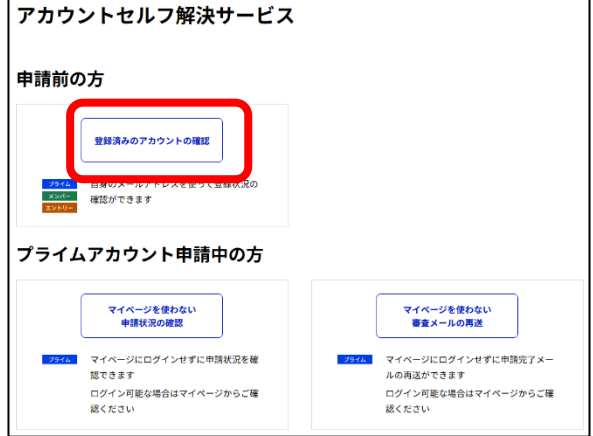 アカウントセルフ解決サービス
申請前の方
登録済みのアカウントの確認
プライム
メンバー
エントリー
自身のメールアドレスを使って登録状況の
確認ができます
プライムアカウント申請中の方
マイページを使わない
申請状況の確認
プライム
マイページにログインせずに申請状況を確
認できます
ログイン可能な場合はマイページからご確
認ください
マイページを使わない
審査メールの再送
プライム
マイページにログインせずに申請完了メー
ルの再送ができます
ログイン可能な場合はマイページからご確
認ください